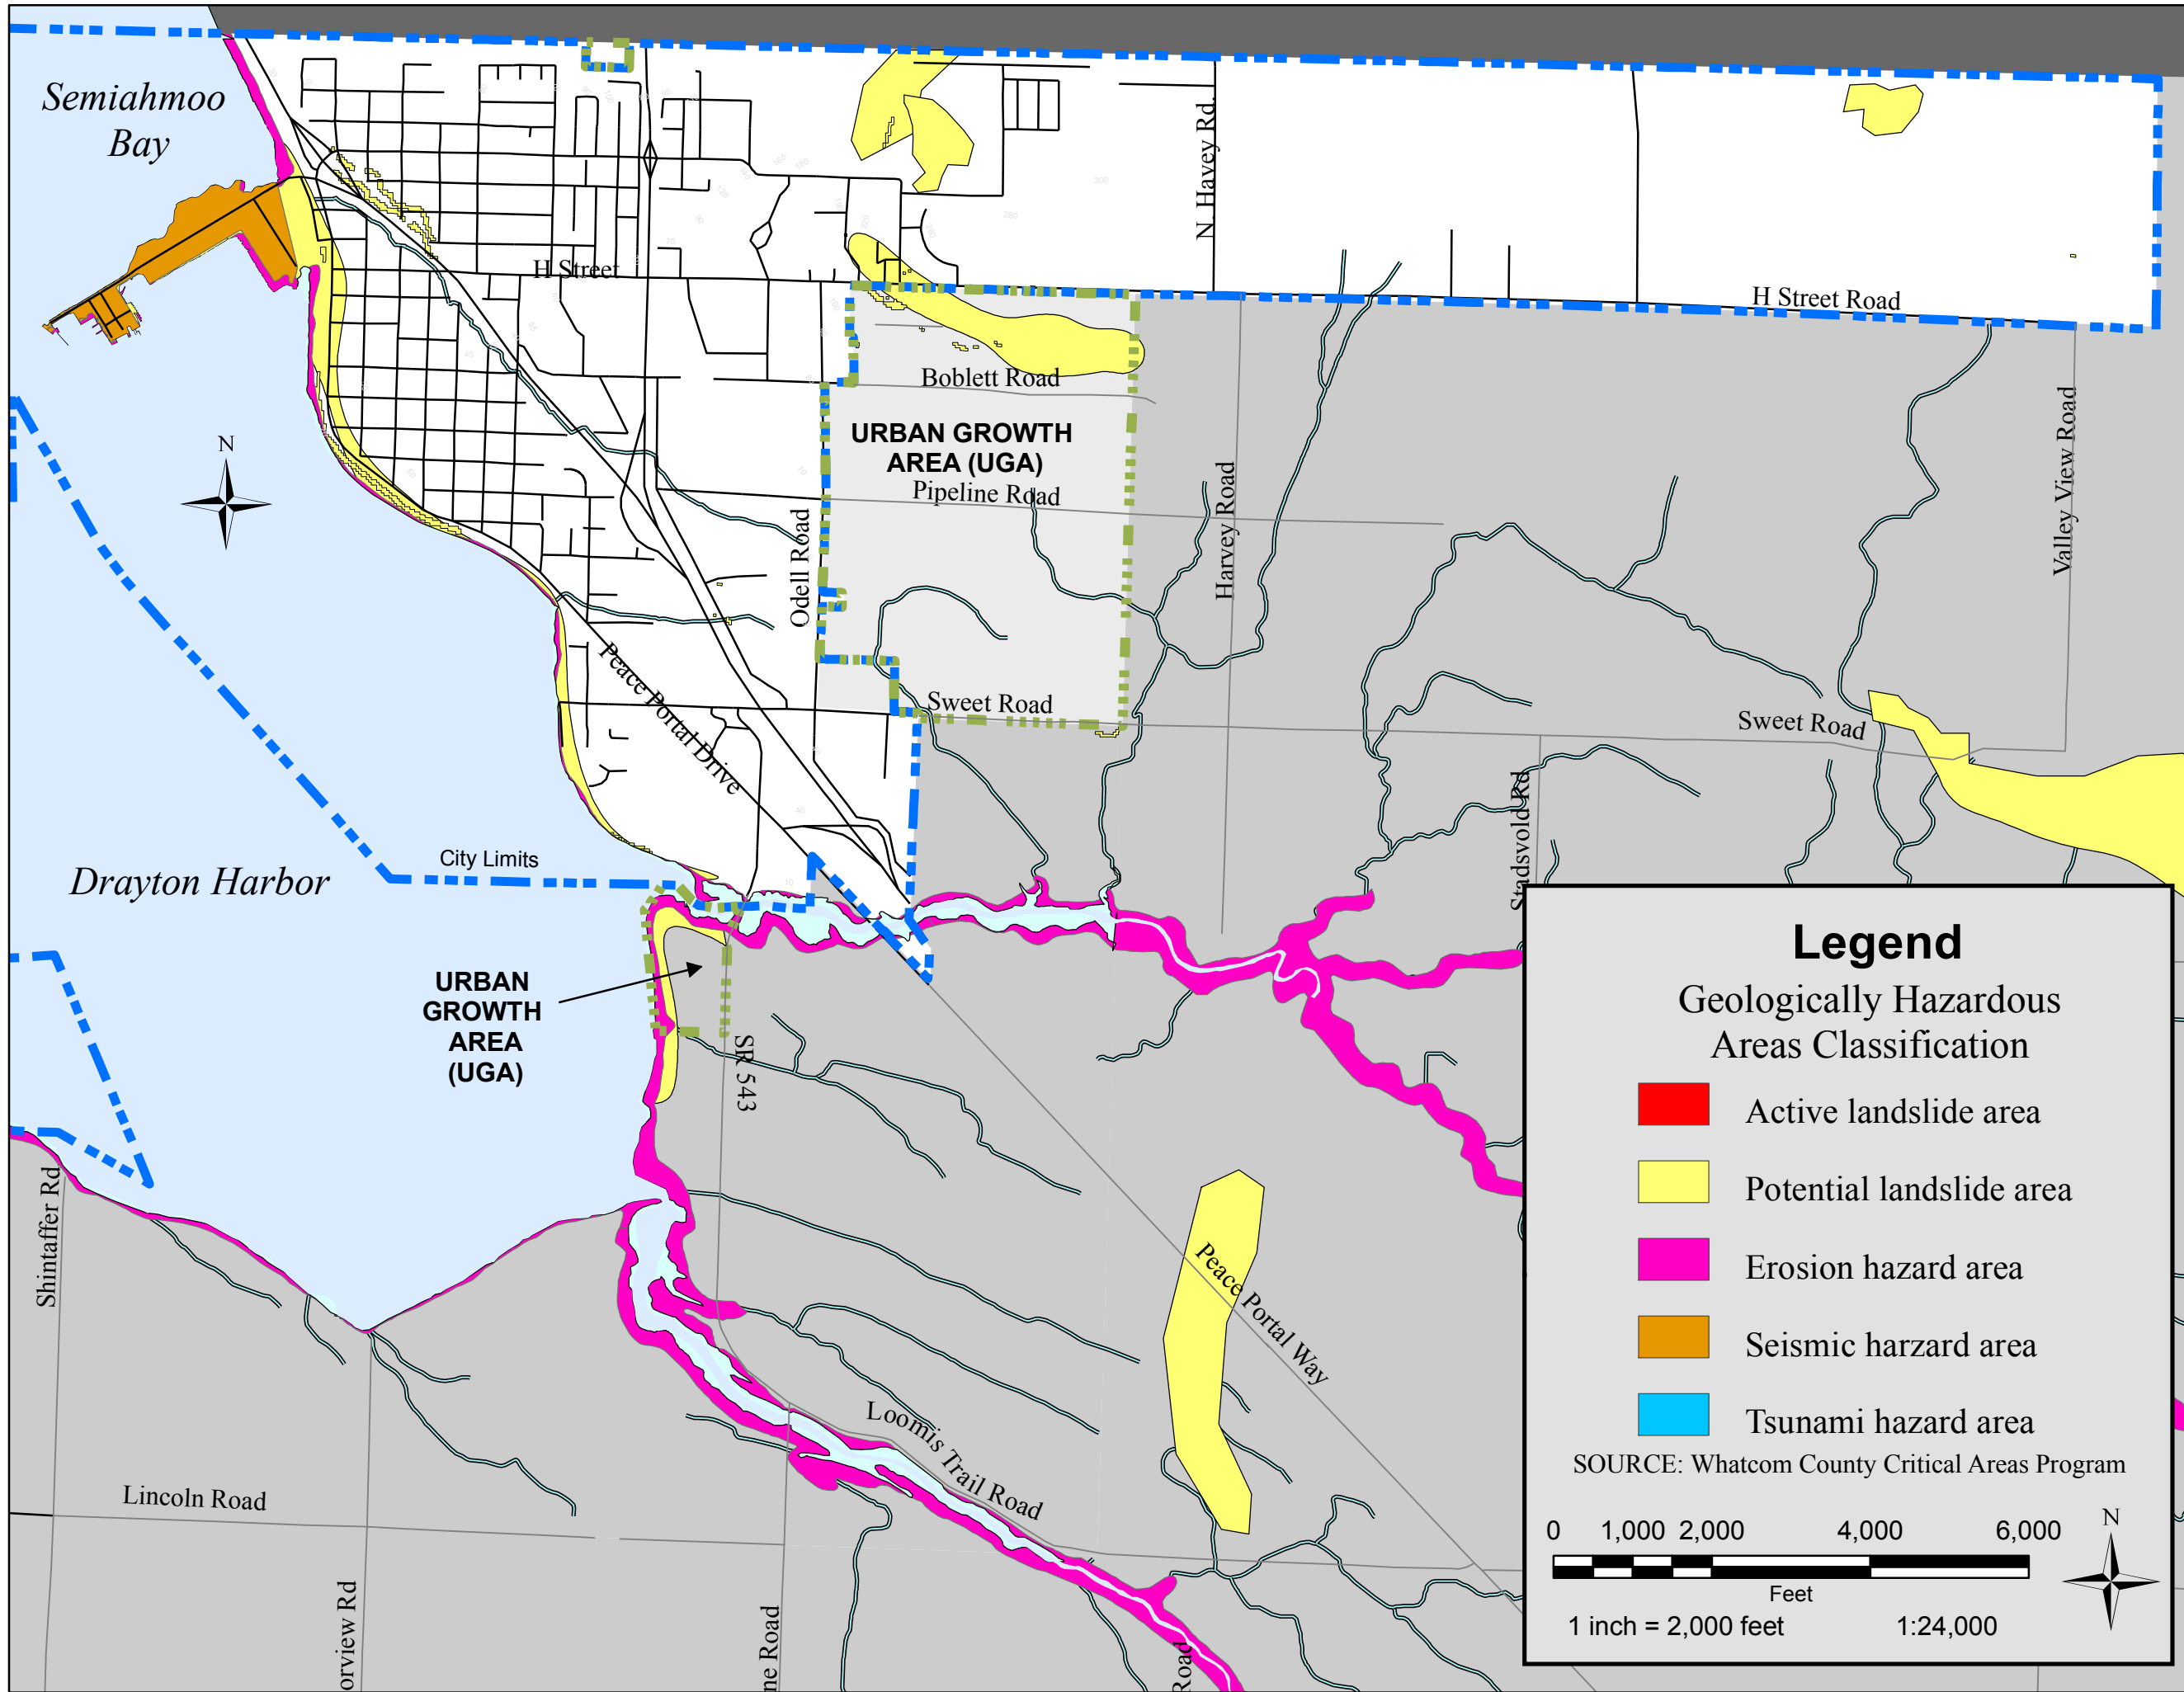 Semiahmoo
Bay
N. Havey Rd.
H Street
H Street Road
Boblett Road
URBAN GROWTH
AREA (UGA)
Pipeline Road
N
Odell Road
Harvey Road
Valley View Road
Peace Portal Drive
Sweet Road
Sweet Road
Stadsvold Rd
City Limits
Drayton Harbor
URBAN
GROWTH
AREA
(UGA)
SR 543
Shintaffer Rd
Peace Portal Way
Loomis Trail Road
Lincoln Road
orview Rd
ne Road
Road
Legend
Geologically Hazardous
Areas Classification
Active landslide area
Potential landslide area
Erosion hazard area
Seismic harzard area
Tsunami hazard area
SOURCE: Whatcom County Critical Areas Program
0 1,000 2,000 4,000 6,000
N
Feet
1 inch = 2,000 feet 1:24,000